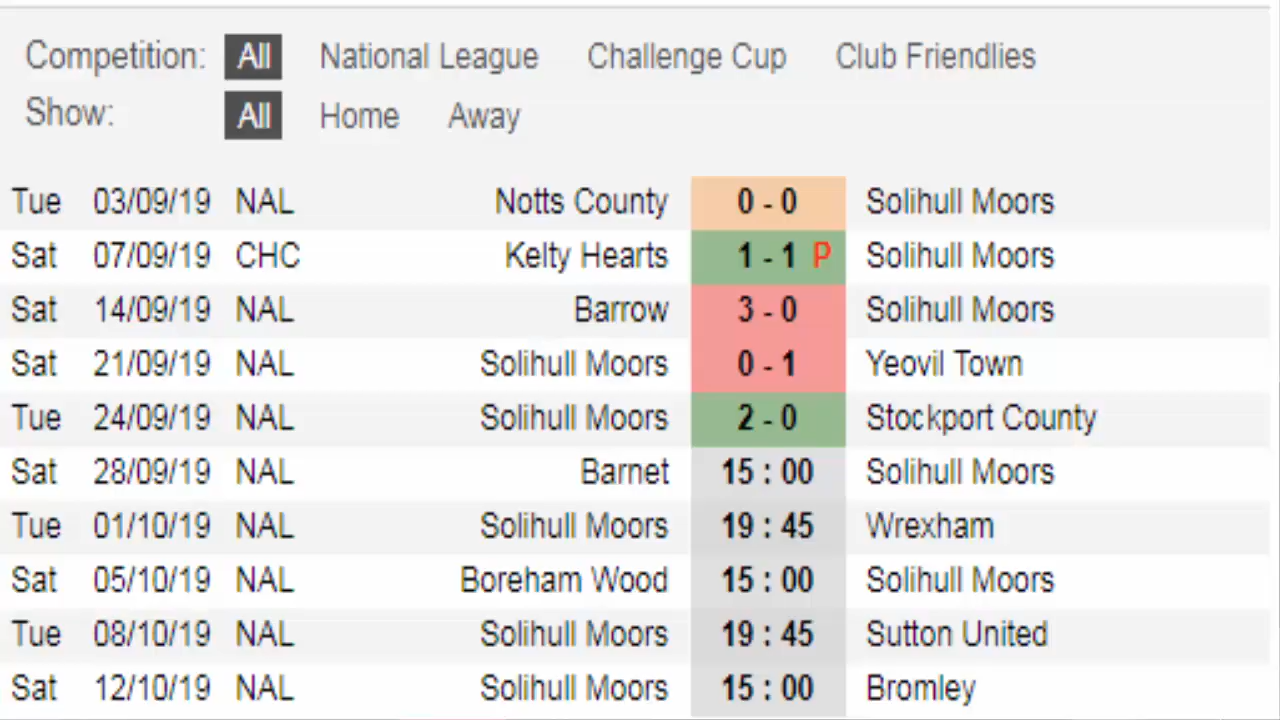 Competition: All National League Challenge Cup Club Friendlies
Show: All Home Away
Tue 03/09/19 NAL Notts County 0 - 0 Solihull Moors
Sat 07/09/19 CHC Kelty Hearts 1 - 1 P Solihull Moors
Sat 14/09/19 NAL Barrow 3 - 0 Solihull Moors
Sat 21/09/19 NAL Solihull Moors 0 - 1 Yeovil Town
Tue 24/09/19 NAL Solihull Moors 2 - 0 Stockport County
Sat 28/09/19 NAL Barnet 15 : 00 Solihull Moors
Tue 01/10/19 NAL Solihull Moors 19 : 45 Wrexham
Sat 05/10/19 NAL Boreham Wood 15 : 00 Solihull Moors
Tue 08/10/19 NAL Solihull Moors 19 : 45 Sutton United
Sat 12/10/19 NAL Solihull Moors 15 : 00 Bromley